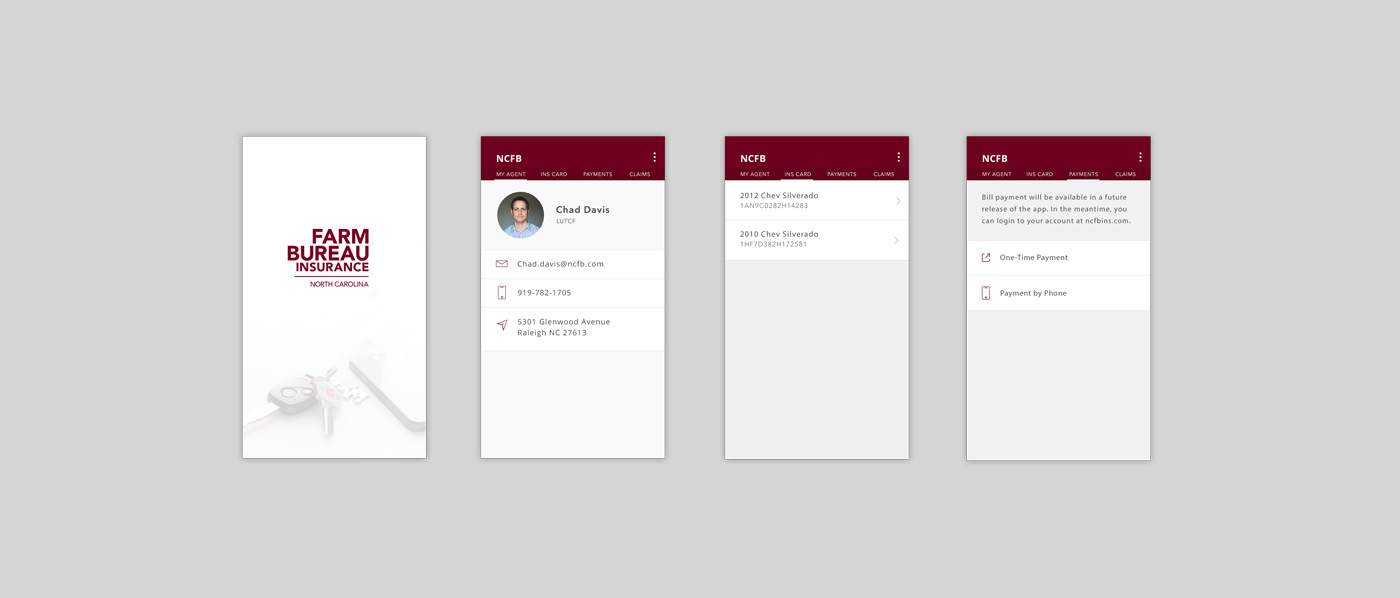 FARM
BUREAU
INSURANCE
NORTH CAROLINA
NCFB
MY AGENT INS CARD PAYMENTS CLAIMS
Chad Davis
LUTCF
Chad.davis@ncfb.com
919-782-1705
5301 Glenwood Avenue
Raleigh NC 27613
NCFB
MY AGENT INS CARD PAYMENTS CLAIMS
2012 Chev Silverado
1AN9C0282H14283
2010 Chev Silverado
1HF7D382H172581
NCFB
MY AGENT INS CARD PAYMENTS CLAIMS
Bill payment will be available in a future
release of the app. In the meantime, you
can login to your account at ncfbins.com.
One-Time Payment
Payment by Phone